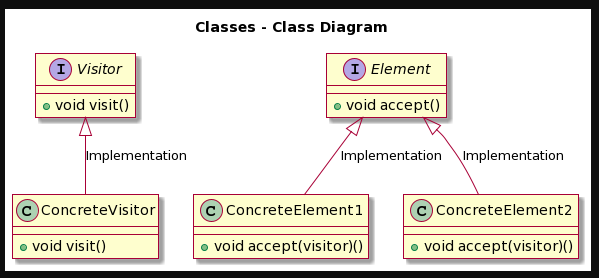 Classes - Class Diagram
I Visitor
void visit()
I Element
void accept()
Implementation
Implementation
Implementation
C ConcreteVisitor
void visit()
C ConcreteElement1
void accept(visitor)()
C ConcreteElement2
void accept(visitor)()